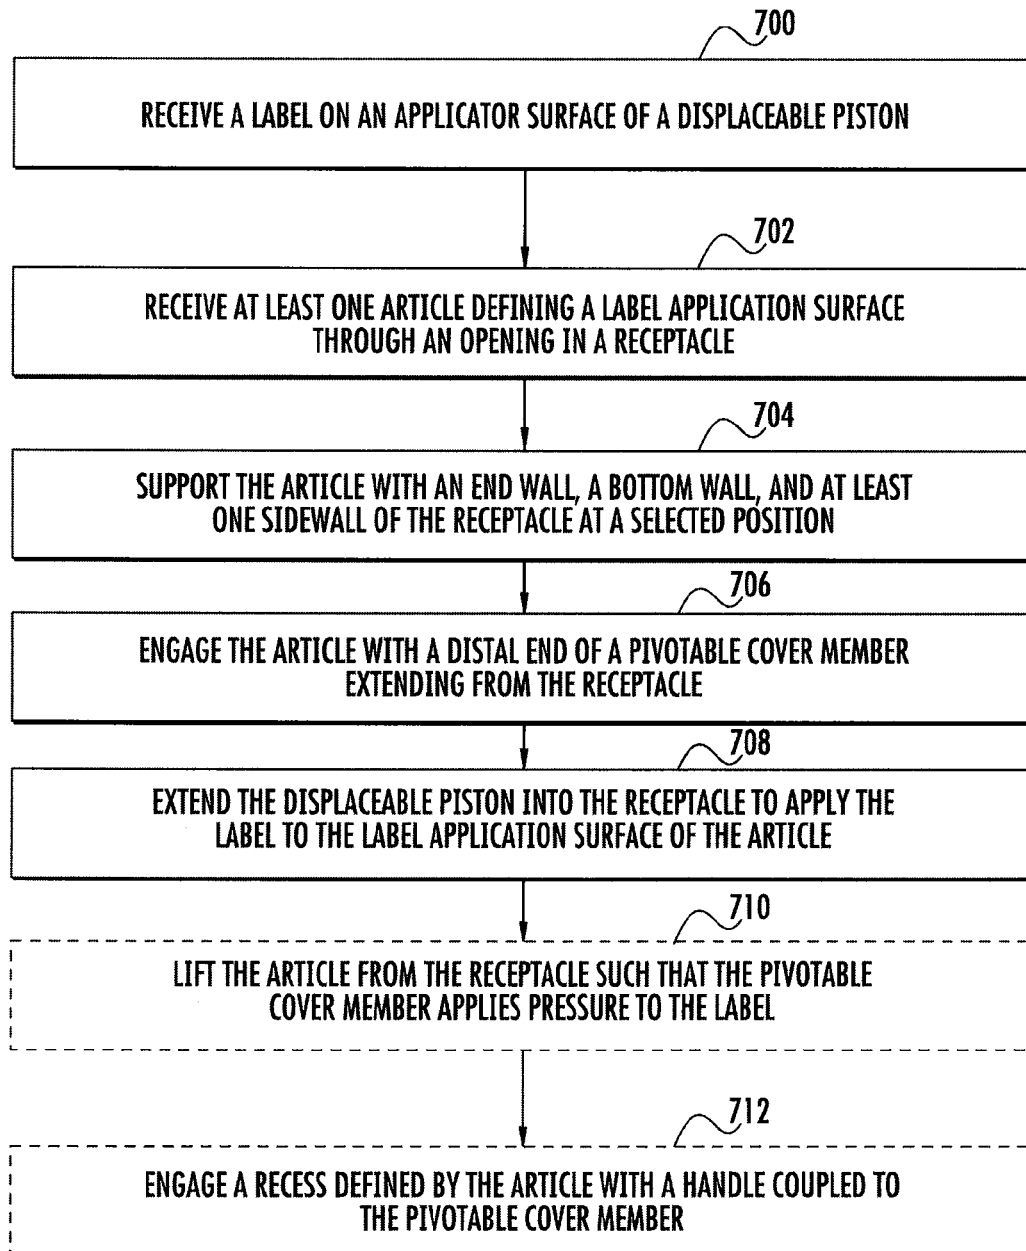 700
RECEIVE A LABEL ON AN APPLICATOR SURFACE OF A DISPLACEABLE PISTON
702
RECEIVE AT LEAST ONE ARTICLE DEFINING A LABEL APPLICATION SURFACE
THROUGH AN OPENING IN A RECEPTACLE
704
SUPPORT THE ARTICLE WITH AN END WALL, A BOTTOM WALL, AND AT LEAST
ONE SIDEWALL OF THE RECEPTACLE AT A SELECTED POSITION
706
ENGAGE THE ARTICLE WITH A DISTAL END OF A PIVOTABLE COVER MEMBER
EXTENDING FROM THE RECEPTACLE
708
EXTEND THE DISPLACEABLE PISTON INTO THE RECEPTACLE TO APPLY THE
LABEL TO THE LABEL APPLICATION SURFACE OF THE ARTICLE
710
LIFT THE ARTICLE FROM THE RECEPTACLE SUCH THAT THE PIVOTABLE
COVER MEMBER APPLIES PRESSURE TO THE LABEL
712
ENGAGE A RECESS DEFINED BY THE ARTICLE WITH A HANDLE COUPLED TO
THE PIVOTABLE COVER MEMBER